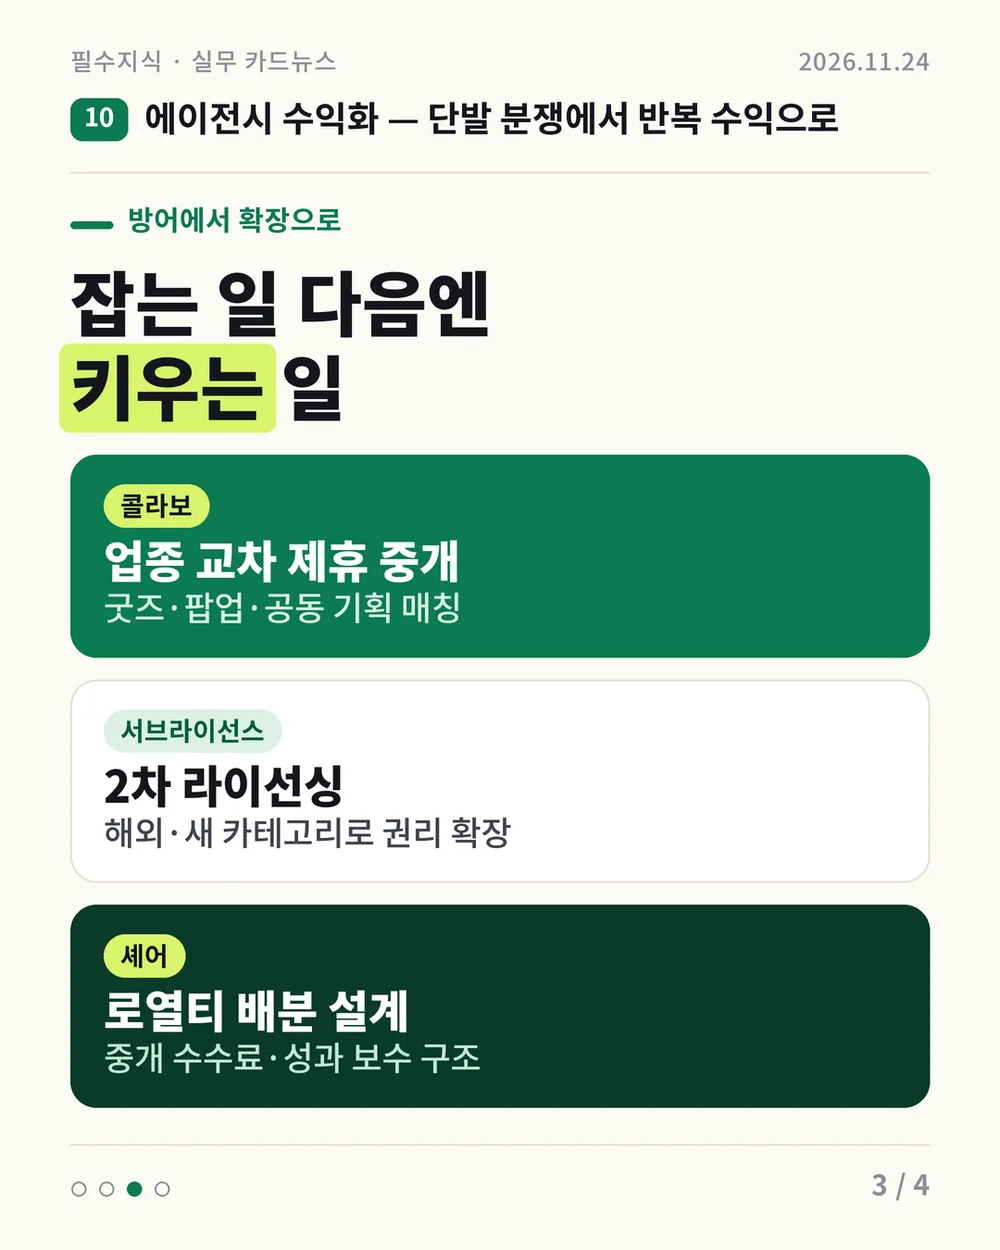 필수지식 · 실무 카드뉴스
2026.11.24
10 에이전시 수익화 — 단발 분쟁에서 반복 수익으로
방어에서 확장으로
잡는 일 다음엔
키우는 일
콜라보
업종 교차 제휴 중개
굿즈·팝업·공동 기획 매칭
서브라이선스
2차 라이선싱
해외·새 카테고리로 권리 확장
셰어
로열티 배분 설계
중개 수수료·성과 보수 구조
3 / 4